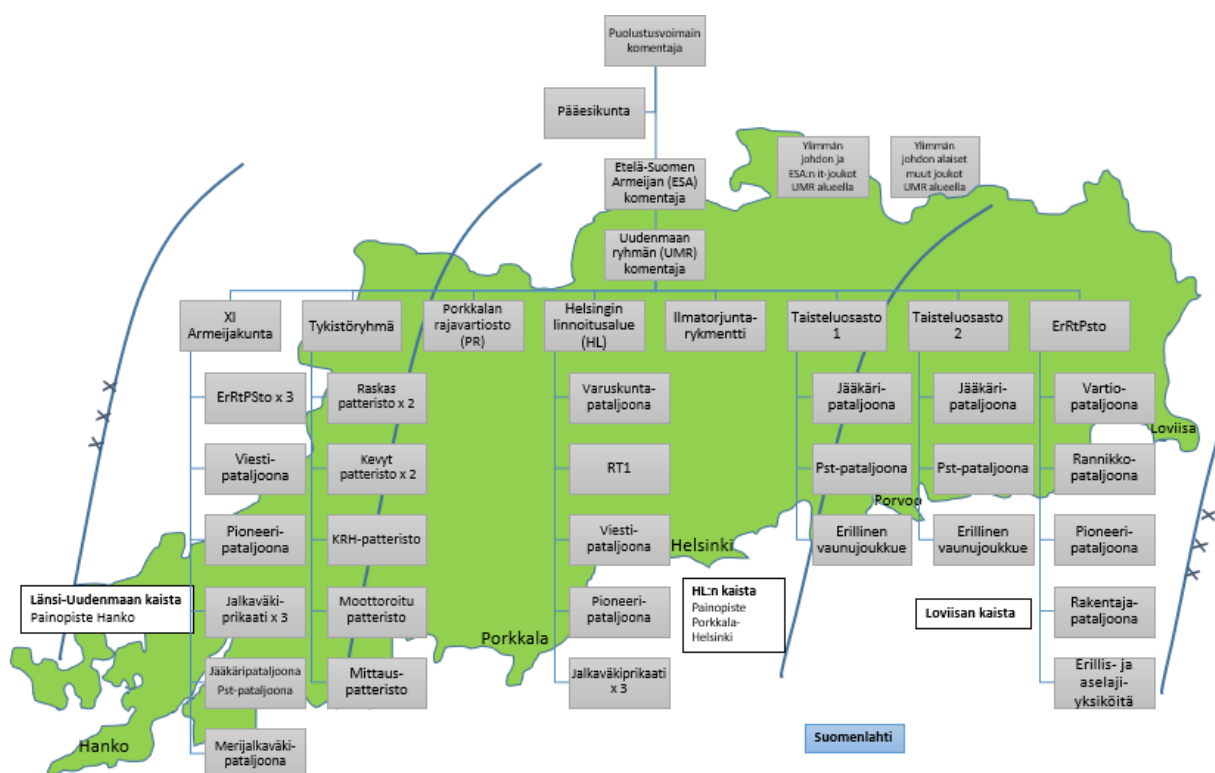 Puolustusvoimain
komentaja
Pääesikunta
Etelä-Suomen
Armeijan (ESA)
komentaja
Ylimmän
johdon ja
ESA:n it-joukot
UMR alueella
Ylimmän
johdon alaiset
muut joukot
UMR alueella
Uudenmaan
ryhmän (UMR)
komentaja
XI
Armeijakunta
Tykistöryhmä
Porkkalan
rajavartiosto
(PR)
Helsingin
linnoitusalue
(HL)
Ilmatorjunta-
rykmentti
Taisteluosasto
1
Taisteluosasto
2
ErRtPsto
ErRtPSto x 3
Viesti-
pataljoona
Pioneeri-
pataljoona
Jalkaväki-
prikaati x 3
Jääkäripataljoona
Pst-pataljoona
Merijalkaväki-
pataljoona
Raskas
patteristo x 2
Kevyt
patteristo x 2
KRH-patteristo
Moottoroitu
patteristo
Mittaus-
patteristo
Varuskunta-
pataljoona
RT1
Viesti-
pataljoona
Pioneeri-
pataljoona
Jalkaväkiprikaati
x 3
Jääkäri-
pataljoona
Pst-pataljoona
Erillinen
vaunujoukkue
Jääkäri-
pataljoona
Pst-pataljoona
Erillinen
vaunujoukkue
Vartio-
pataljoona
Rannikko-
pataljoona
Pioneeri-
pataljoona
Rakentaja-
pataljoona
Erillis- ja
aselaji-
yksiköitä
Loviisa
Porvoo
Helsinki
Porkkala
Hanko
Länsi-Uudenmaan kaista
Painopiste Hanko
HL:n kaista
Painopiste
Porkkala-
Helsinki
Loviisan kaista
Suomenlahti
X
X
X
X
X
X